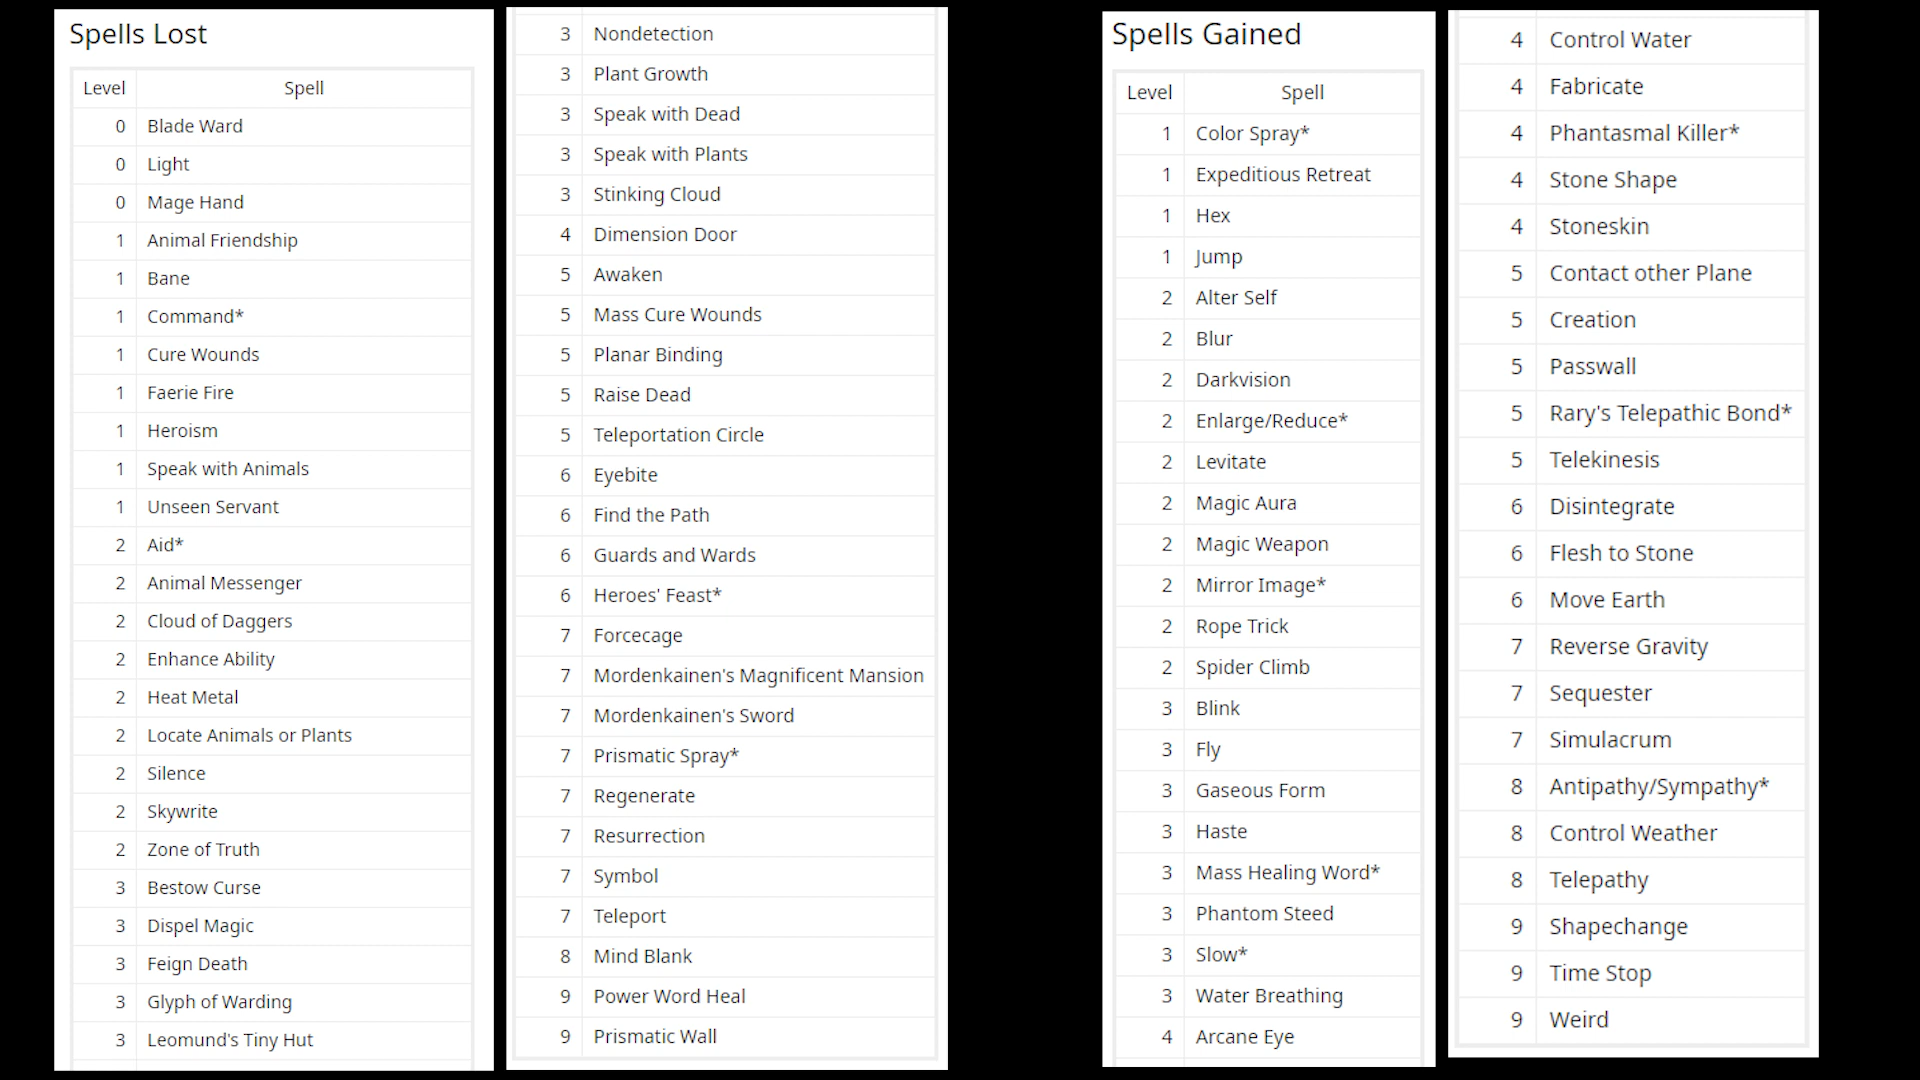 Spells Lost
Level Spell
0 Blade Ward
0 Light
0 Mage Hand
1 Animal Friendship
1 Bane
1 Command*
1 Cure Wounds
1 Faerie Fire
1 Heroism
1 Speak with Animals
1 Unseen Servant
2 Aid*
2 Animal Messenger
2 Cloud of Daggers
2 Enhance Ability
2 Heat Metal
2 Locate Animals or Plants
2 Silence
2 Skywrite
2 Zone of Truth
3 Bestow Curse
3 Dispel Magic
3 Feign Death
3 Glyph of Warding
3 Leomund's Tiny Hut
3 Nondetection
3 Plant Growth
3 Speak with Dead
3 Speak with Plants
3 Stinking Cloud
4 Dimension Door
5 Awaken
5 Mass Cure Wounds
5 Planar Binding
5 Raise Dead
5 Teleportation Circle
6 Eyebite
6 Find the Path
6 Guards and Wards
6 Heroes' Feast*
7 Forcecage
7 Mordenkainen's Magnificent Mansion
7 Mordenkainen's Sword
7 Prismatic Spray*
7 Regenerate
7 Resurrection
7 Symbol
7 Teleport
8 Mind Blank
9 Power Word Heal
9 Prismatic Wall
Spells Gained
Level Spell
1 Color Spray*
1 Expeditious Retreat
1 Hex
1 Jump
2 Alter Self
2 Blur
2 Darkvision
2 Enlarge/Reduce*
2 Levitate
2 Magic Aura
2 Magic Weapon
2 Mirror Image*
2 Rope Trick
2 Spider Climb
3 Blink
3 Fly
3 Gaseous Form
3 Haste
3 Mass Healing Word*
3 Phantom Steed
3 Slow*
3 Water Breathing
4 Arcane Eye
4 Control Water
4 Fabricate
4 Phantasmal Killer*
4 Stone Shape
4 Stoneskin
5 Contact other Plane
5 Creation
5 Passwall
5 Rary's Telepathic Bond*
5 Telekinesis
6 Disintegrate
6 Flesh to Stone
6 Move Earth
7 Reverse Gravity
7 Sequester
7 Simulacrum
8 Antipathy/Sympathy*
8 Control Weather
8 Telepathy
9 Shapechange
9 Time Stop
9 Weird